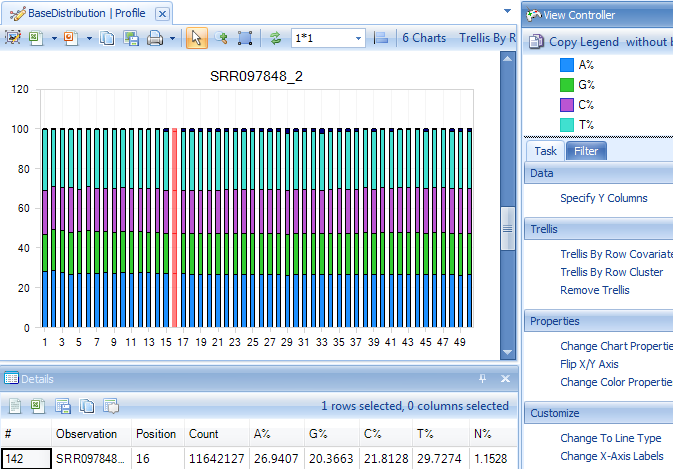 BaseDistribution | Profile
1*1
6 Charts
Trellis By R
SRR097848_2
120
100
80
60
40
20
0
1 3 5 7 9 11 13 15 17 19 21 23 25 27 29 31 33 35 37 39 41 43 45 47 49
Details
1 rows selected, 0 columns selected
# Observation Position Count A% G% C% T% N%
142 SRR097848... 16 11642127 26.9407 20.3663 21.8128 29.7274 1.1528
View Controller
Copy Legend without b
A%
G%
C%
T%
Task Filter
Data
Specify Y Columns
Trellis
Trellis By Row Covariate
Trellis By Row Cluster
Remove Trellis
Properties
Change Chart Propertie
Flip X/Y Axis
Change Color Propertie
Customize
Change To Line Type
Change X-Axis Labels